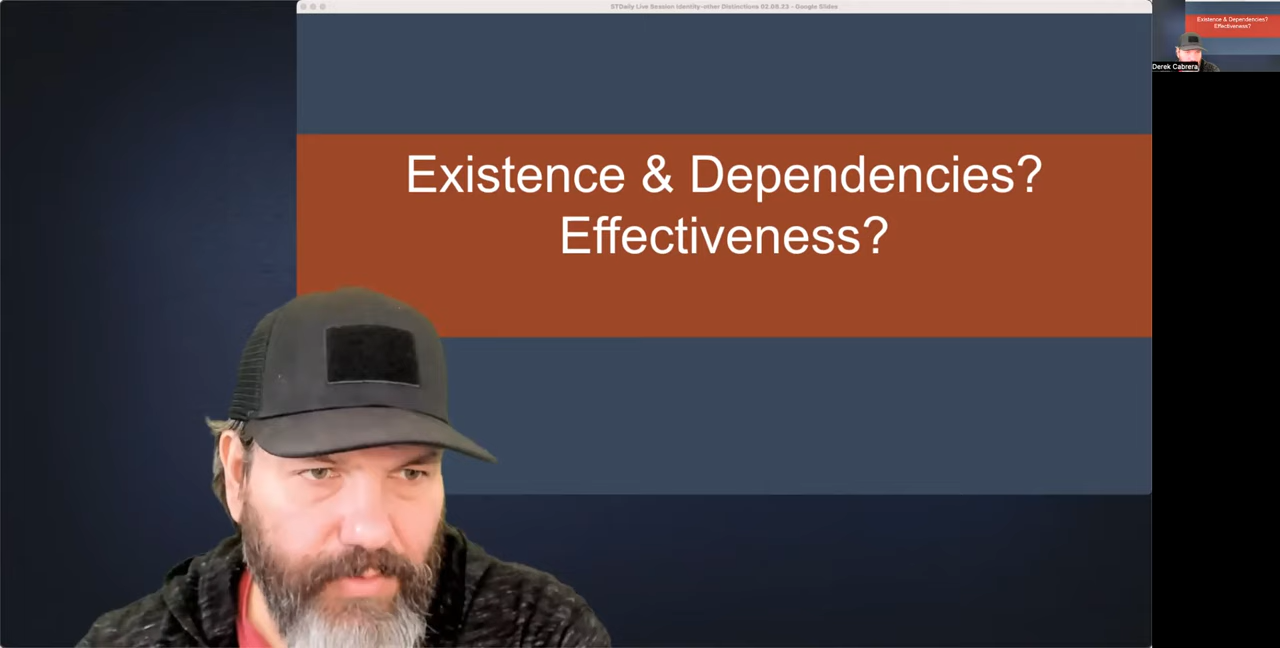 STDaily Live Session Identity-other Distinctions 02.08.23 - Google Slides
Existence & Dependencies?
Effectiveness?
Existence & Dependencies?
Effectiveness?
Derek Cabrera